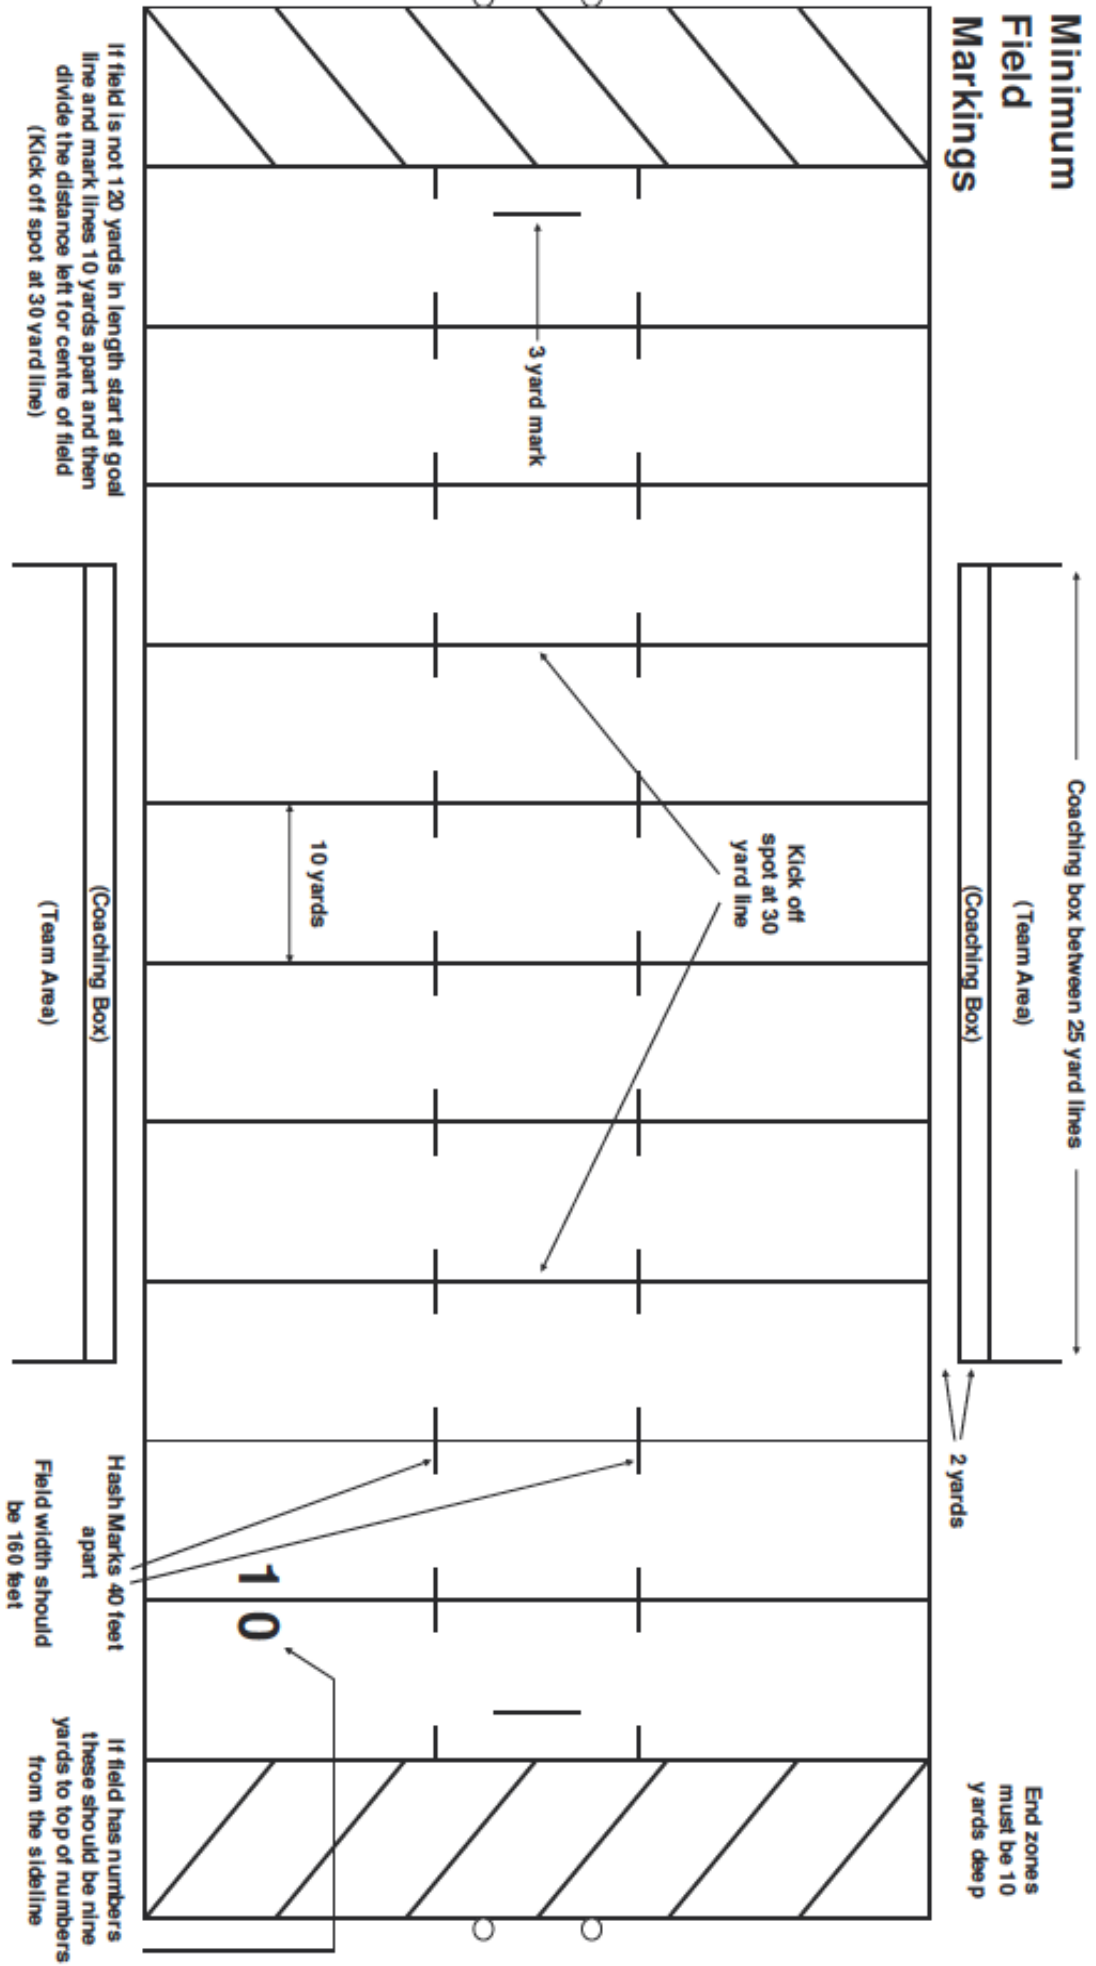 Minimum
Field
Markings
Coaching box between 25 yard lines
(Team Area)
(Coaching Box)
2 yards
End zones
must be 10
yards deep
3 yard mark
Kick off
spot at 30
yard line
10 yards
1 0
If field is not 120 yards in length start at goal
line and mark lines 10 yards apart and then
divide the distance left for centre of field
(Kick off spot at 30 yard line)
(Coaching Box)
(Team Area)
Hash Marks 40 feet
apart
Field width should
be 160 feet
If field has numbers
these should be nine
yards to top of numbers
from the sideline